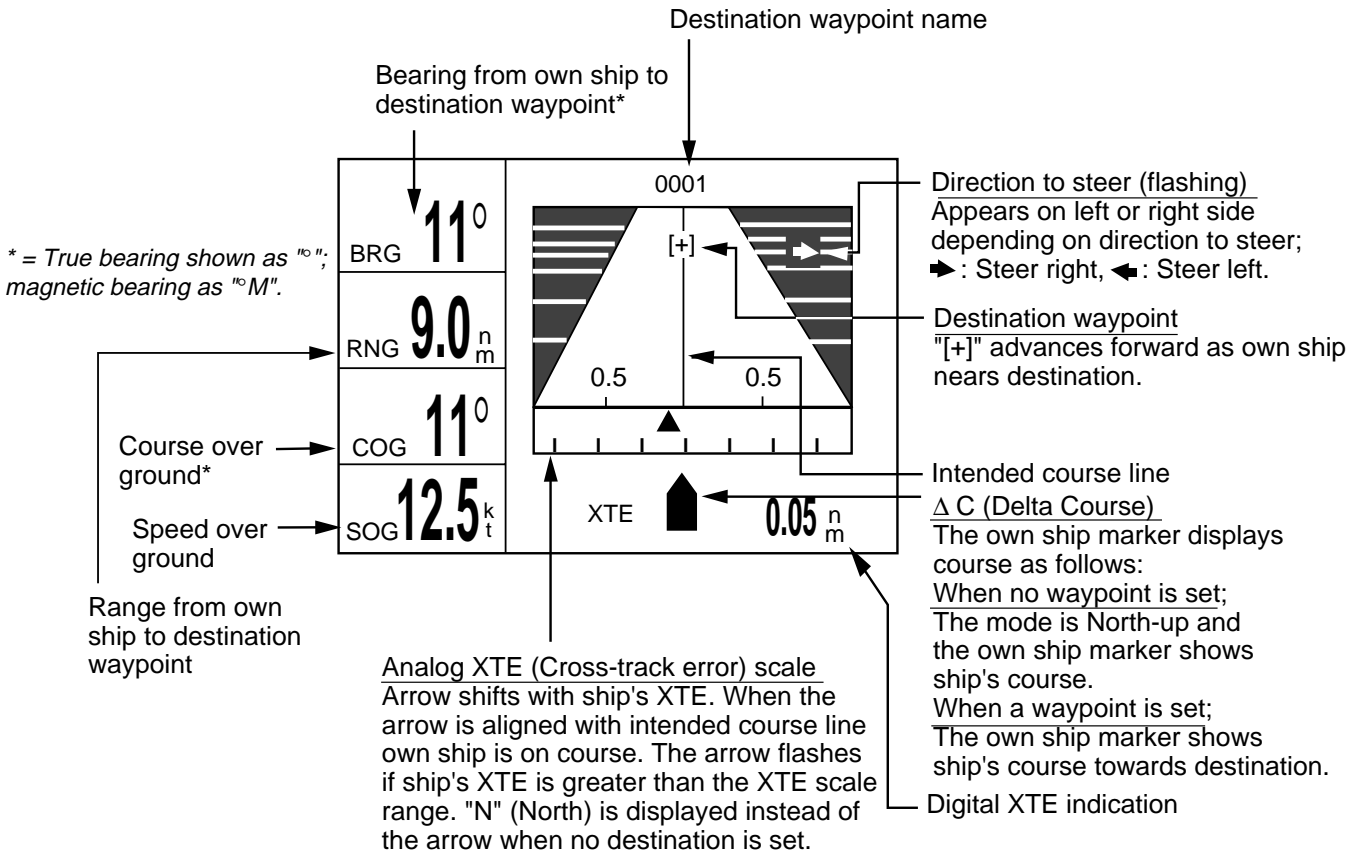 Destination waypoint name
Bearing from own ship to
destination waypoint*
* = True bearing shown as "°";
magnetic bearing as "°M".
0001
BRG 11°
[+]
RNG 9.0 n
m
0.5 0.5
COG 11°
SOG 12.5 k
t
XTE 0.05 n
m
Course over
ground*
Speed over
ground
Range from own
ship to destination
waypoint
Direction to steer (flashing)
Appears on left or right side
depending on direction to steer;
➨ : Steer right, ← : Steer left.
Destination waypoint
"[+]" advances forward as own ship
nears destination.
Intended course line
Δ C (Delta Course)
The own ship marker displays
course as follows:
When no waypoint is set;
The mode is North-up and
the own ship marker shows
ship's course.
When a waypoint is set;
The own ship marker shows
ship's course towards destination.
Digital XTE indication
Analog XTE (Cross-track error) scale
Arrow shifts with ship's XTE. When the
arrow is aligned with intended course line
own ship is on course. The arrow flashes
if ship's XTE is greater than the XTE scale
range. "N" (North) is displayed instead of
the arrow when no destination is set.